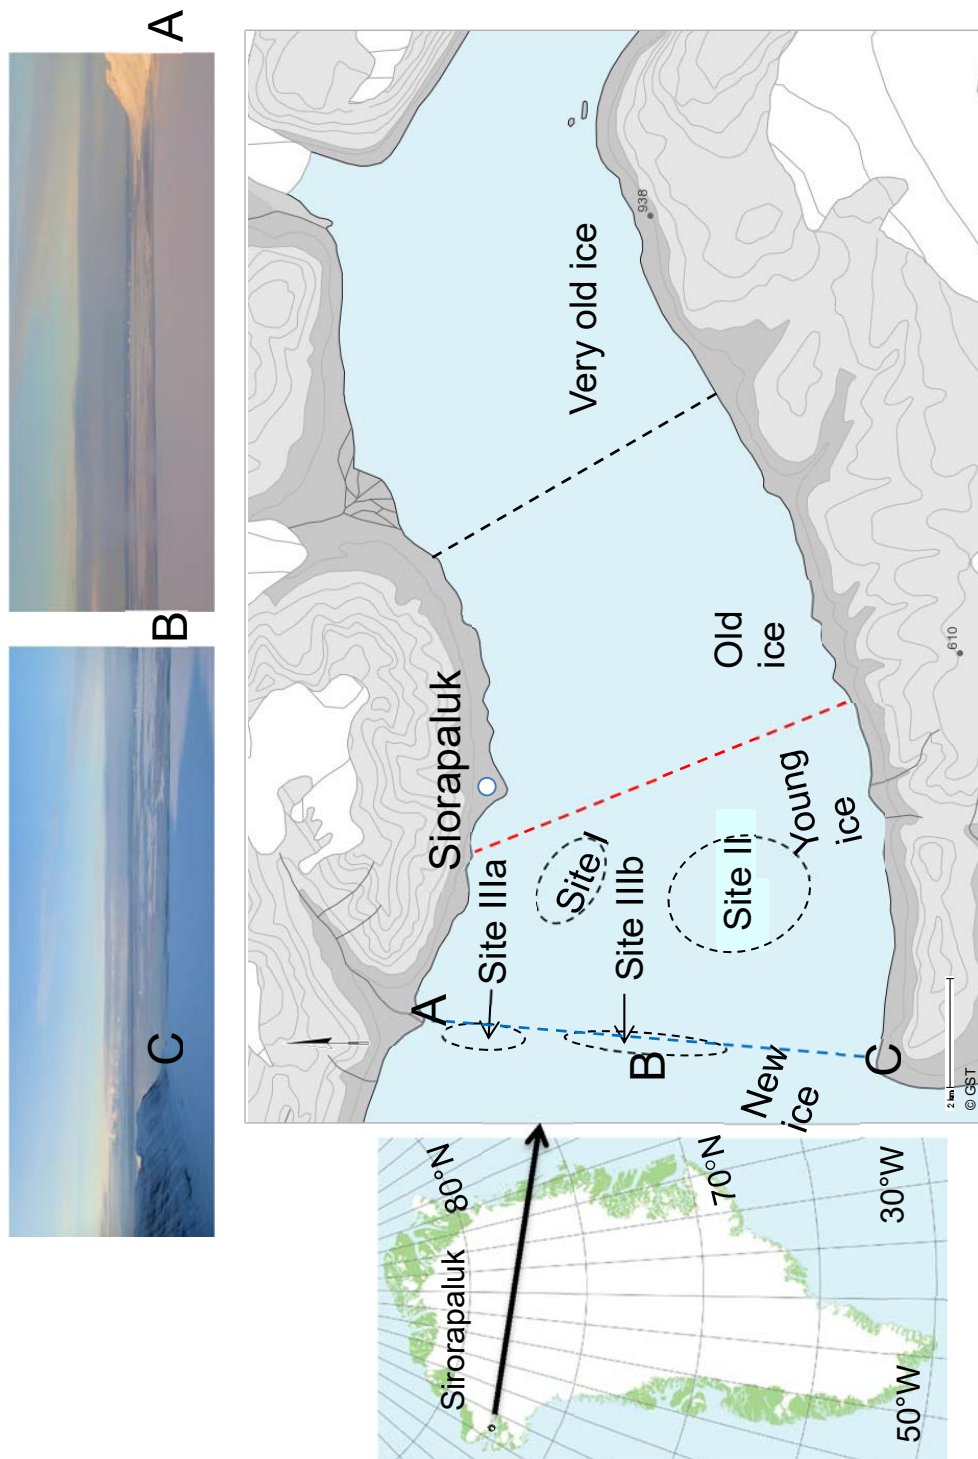 A
B
C
Siorapaluk
Site IIIa
Site I
Site IIIb
Site II
Young
ice
Old
ice
Very old ice
938
610
A
B
C
New
ice
2 km
© GST
Sirorapaluk
80°N
70°N
30°W
50°W